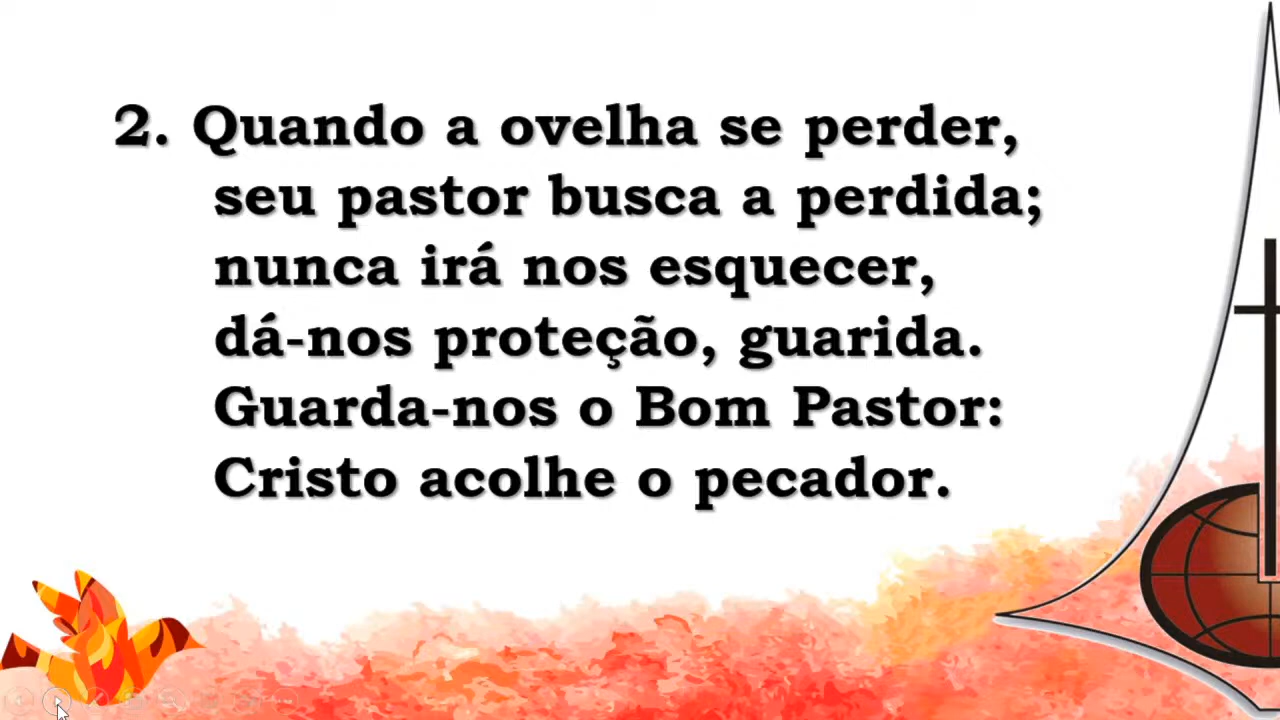 2. Quando a ovelha se perder,
seu pastor busca a perdida;
nunca irá nos esquecer,
dá-nos proteção, guarida.
Guarda-nos o Bom Pastor:
Cristo acolhe o pecador.